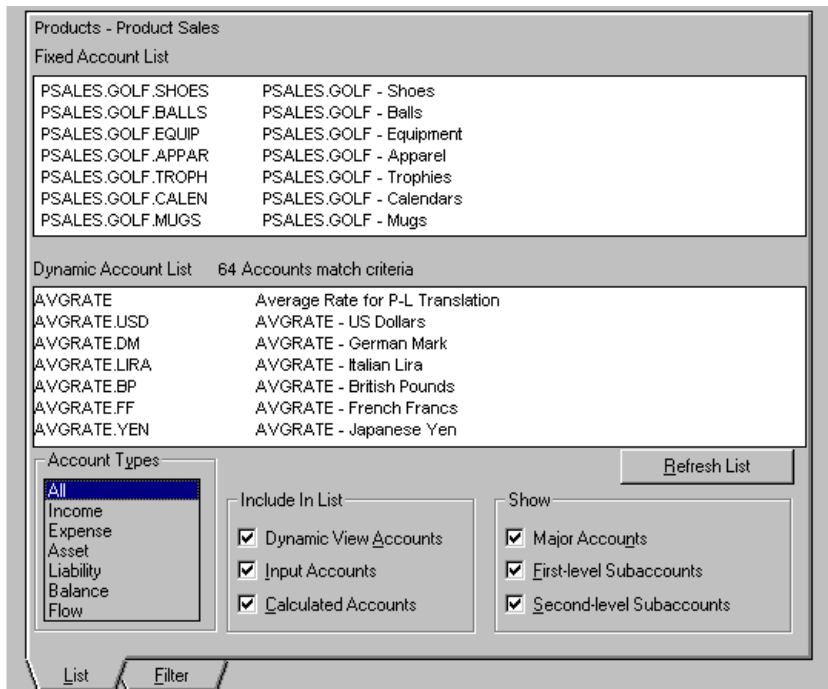 Products - Product Sales
Fixed Account List
PSALES.GOLF.SHOES PSALES.GOLF - Shoes
PSALES.GOLF.BALLS PSALES.GOLF - Balls
PSALES.GOLF.EQUIP PSALES.GOLF - Equipment
PSALES.GOLF.APPAR PSALES.GOLF - Apparel
PSALES.GOLF.TROPH PSALES.GOLF - Trophies
PSALES.GOLF.CALEN PSALES.GOLF - Calendars
PSALES.GOLF.MUGS PSALES.GOLF - Mugs
Dynamic Account List 64 Accounts match criteria
AVGRATE Average Rate for P-L Translation
AVGRATE.USD AVGRATE - US Dollars
AVGRATE.DM AVGRATE - German Mark
AVGRATE.LIRA AVGRATE - Italian Lira
AVGRATE.BP AVGRATE - British Pounds
AVGRATE.FF AVGRATE - French Francs
AVGRATE.YEN AVGRATE - Japanese Yen
Refresh List
Account Types
All
Income
Expense
Asset
Liability
Balance
Flow
Include In List
Dynamic View Accounts
Input Accounts
Calculated Accounts
Show
Major Accounts
First-level Subaccounts
Second-level Subaccounts
List Filter